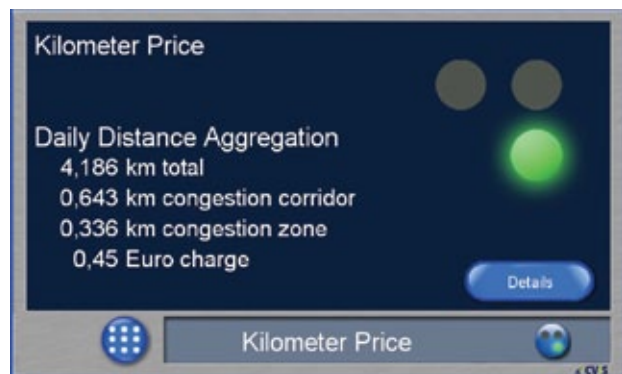 Kilometer Price
Daily Distance Aggregation
4,186 km total
0,643 km congestion corridor
0,336 km congestion zone
0,45 Euro charge
Details
Kilometer Price